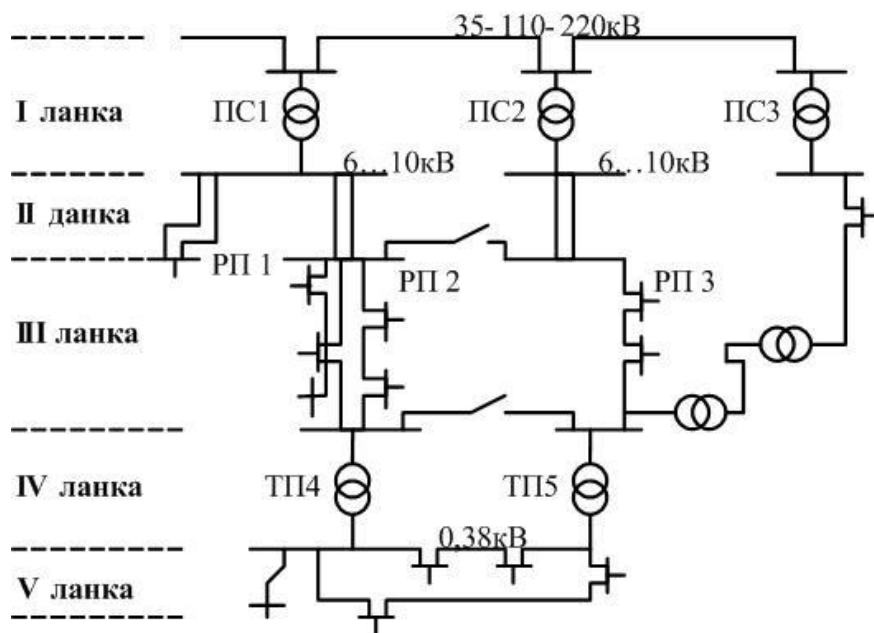 35-110-220кВ
I ланка
ПС1
ПС2
ПС3
6...10кВ
6...10кВ
II данка
РП 1
РП 2
РП 3
III ланка
IV ланка
ТП4
ТП5
0,38кВ
V ланка